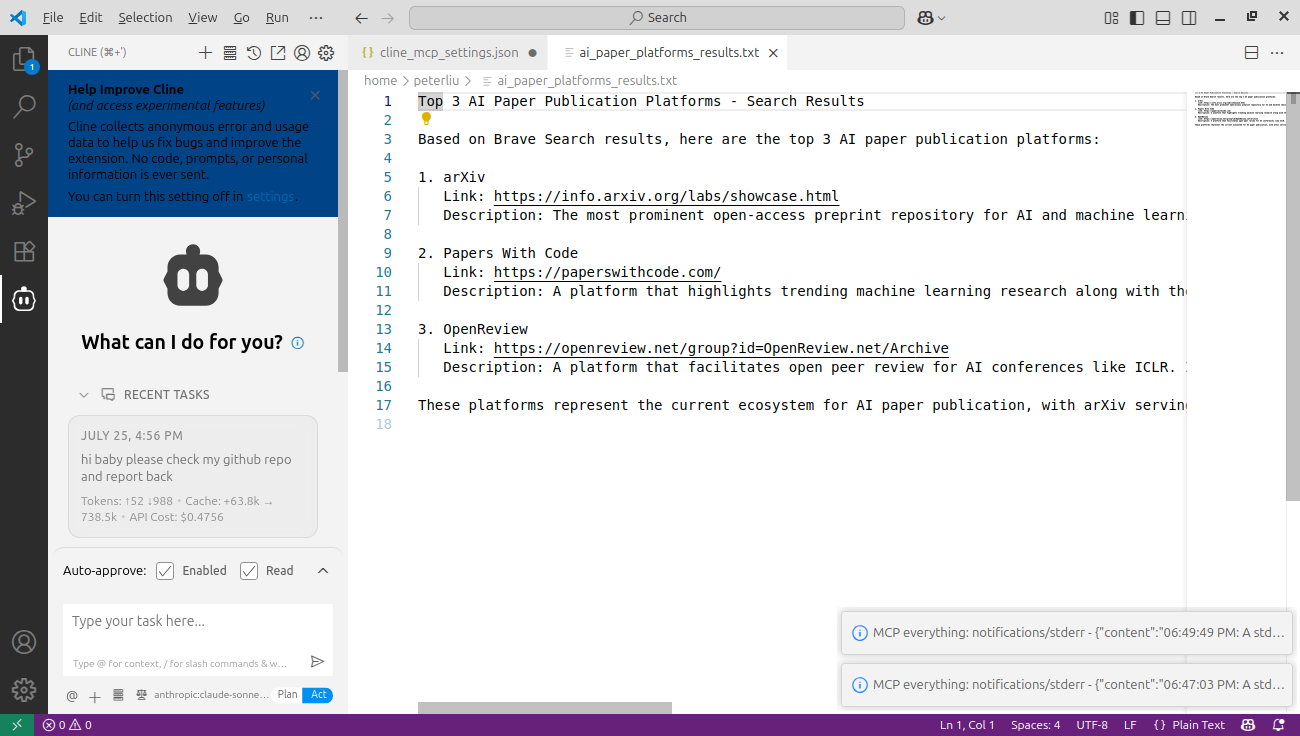 File Edit Selection View Go Run ···
Search
CLINE (⌘+')
cline_mcp_settings.json
ai_paper_platforms_results.txt
1
Help Improve Cline
(and access experimental features)
Cline collects anonymous error and usage
data to help us fix bugs and improve the
extension. No code, prompts, or personal
information is ever sent.
You can turn this setting off in settings.
What can I do for you?
RECENT TASKS
JULY 25, 4:56 PM
hi baby please check my github repo
and report back
Tokens: ↑52 ↓988 • Cache: +63.8k →
738.5k • API Cost: $0.4756
Auto-approve: Enabled Read
Type your task here...
Type @ for context, / for slash commands & w...
@ anthropic:claude-sonne... Plan Act
home > peterliu > ai_paper_platforms_results.txt
1 Top 3 AI Paper Publication Platforms - Search Results
2
3 Based on Brave Search results, here are the top 3 AI paper publication platforms:
4
5 1. arXiv
6 Link: https://info.arxiv.org/labs/showcase.html
7 Description: The most prominent open-access preprint repository for AI and machine learni
8
9 2. Papers With Code
10 Link: https://paperswithcode.com/
11 Description: A platform that highlights trending machine learning research along with the
12
13 3. OpenReview
14 Link: https://openreview.net/group?id=OpenReview.net/Archive
15 Description: A platform that facilitates open peer review for AI conferences like ICLR.
16
17 These platforms represent the current ecosystem for AI paper publication, with arXiv serving
18
MCP everything: notifications/stderr - {"content":"06:49:49 PM: A std...
MCP everything: notifications/stderr - {"content":"06:47:03 PM: A std...
0 0
Ln 1, Col 1 Spaces: 4 UTF-8 LF {} Plain Text